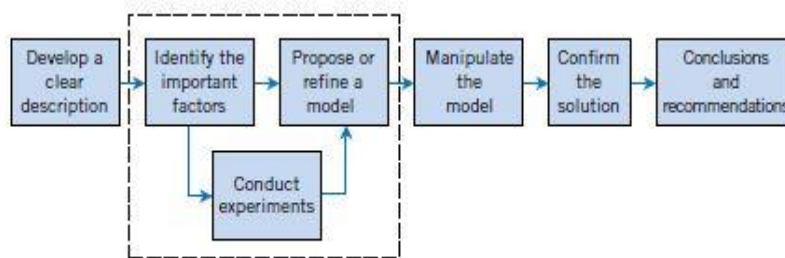 Develop a
clear
description
Identify the
important
factors
Propose or
refine a
model
Manipulate
the
model
Confirm
the
solution
Conclusions
and
recommendations
Conduct
experiments